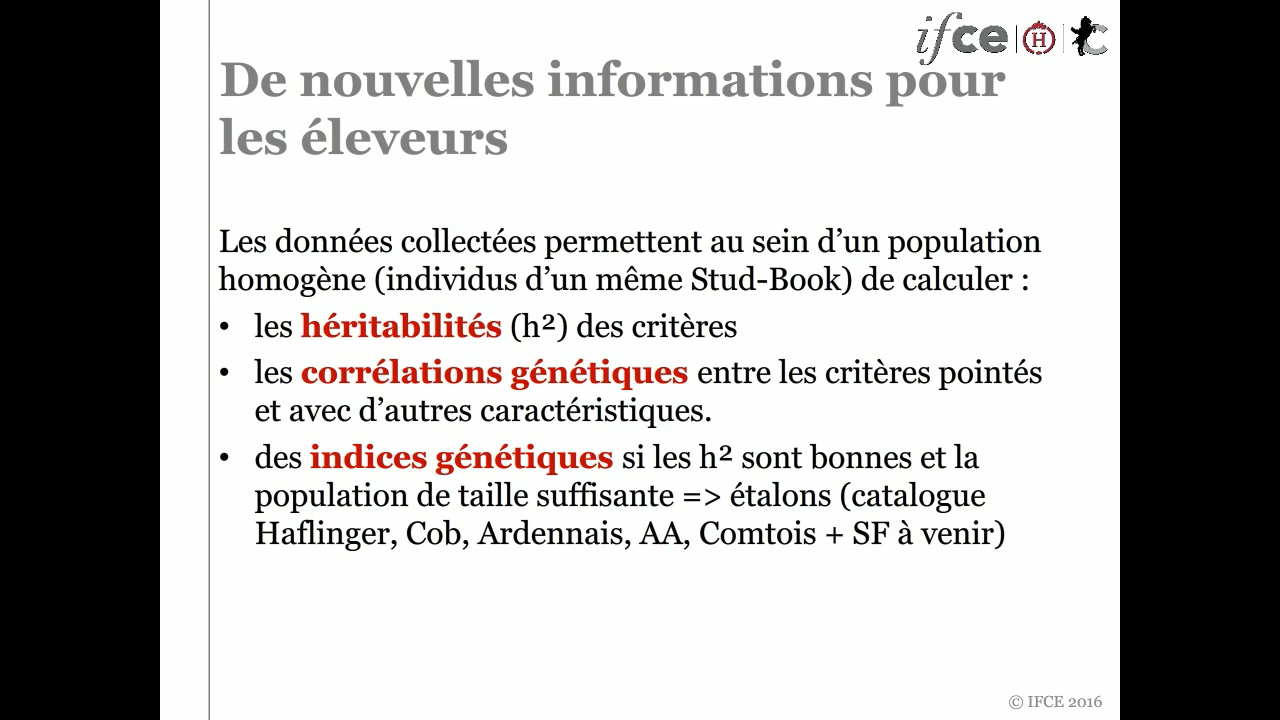 ifce H C
De nouvelles informations pour
les éleveurs
Les données collectées permettent au sein d’un population
homogène (individus d’un même Stud-Book) de calculer :
• les héritabilités (h²) des critères
• les corrélations génétiques entre les critères pointés
et avec d’autres caractéristiques.
• des indices génétiques si les h² sont bonnes et la
population de taille suffisante => étalons (catalogue
Haflinger, Cob, Ardennais, AA, Comtois + SF à venir)
© IFCE 2016